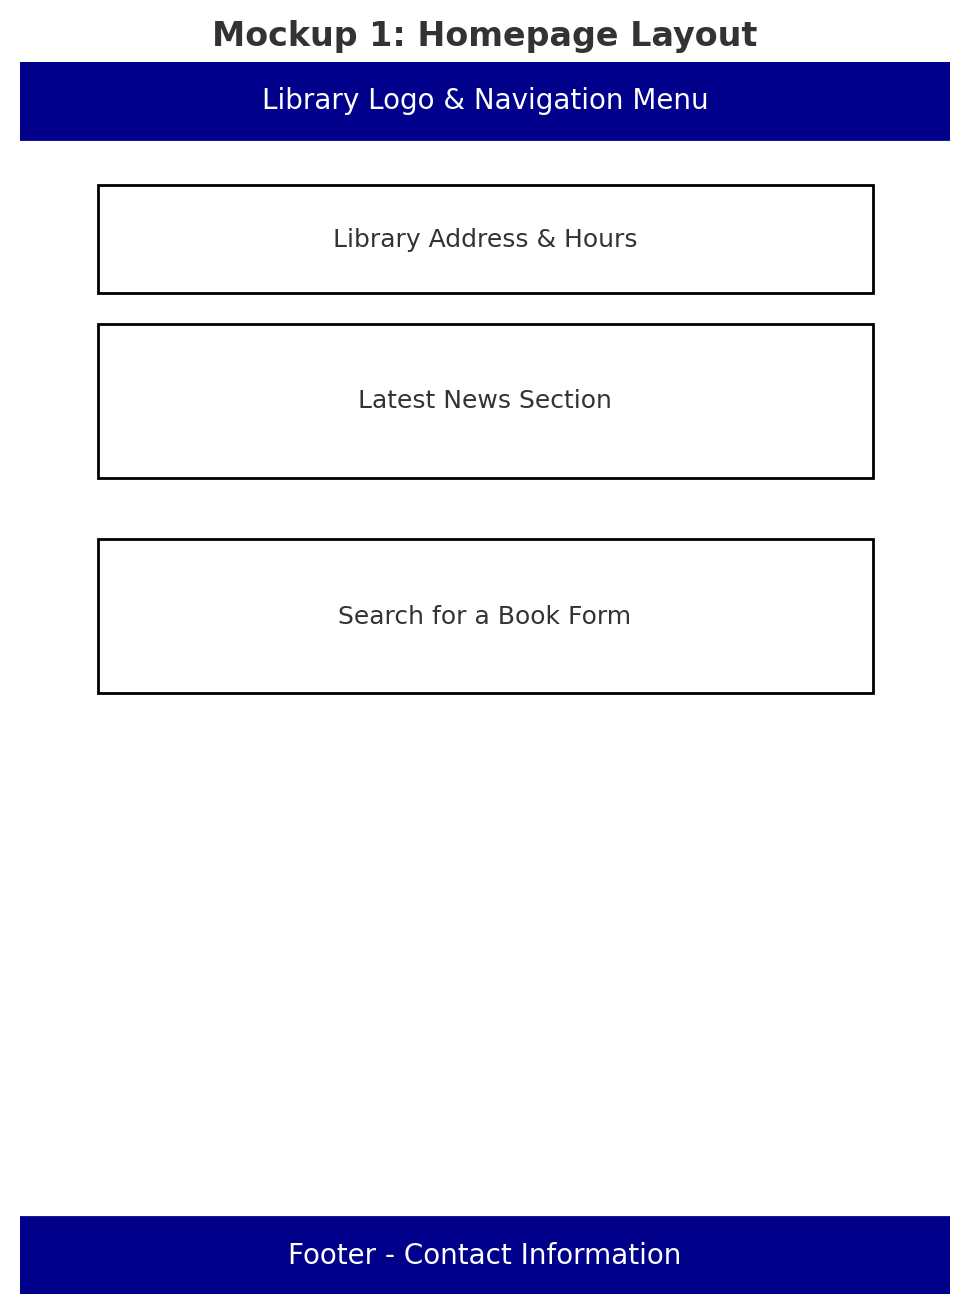 Mockup 1: Homepage Layout
Library Logo & Navigation Menu
Library Address & Hours
Latest News Section
Search for a Book Form
Footer - Contact Information